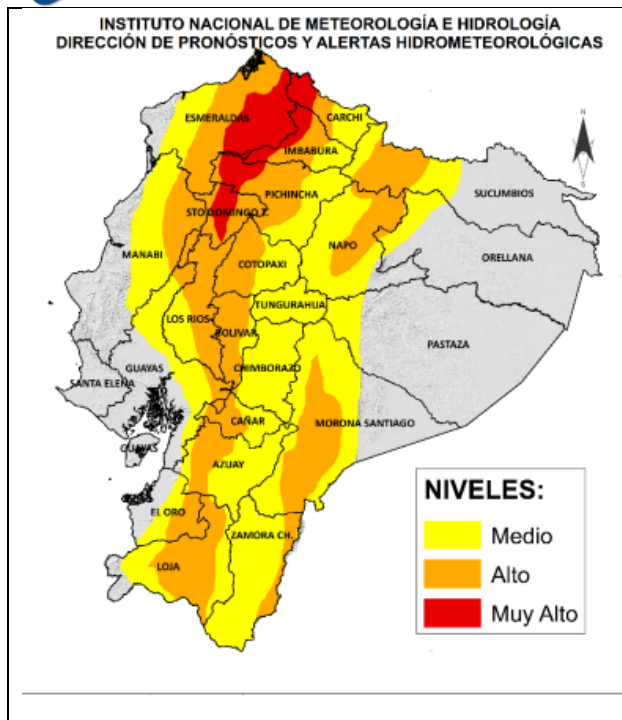 INSTITUTO NACIONAL DE METEOROLOGÍA E HIDROLOGÍA
DIRECCIÓN DE PRONÓSTICOS Y ALERTAS HIDROMETEOROLÓGICAS
ESMERALDAS
CARCHI
IMBABURA
N
S
PICHINCHA
SUCUMBIOS
STO DOMINGO T.
NAPO
MANABI
COTOPAXI
ORELLANA
TUNGURAHUA
LOS RIOS
BOLIVAR
PASTAZA
GUAYAS
CHIMBORAZO
SANTA ELENA
CAÑAR
MORONA SANTIAGO
GUAYAS
AZUAY
NIVELES:
EL ORO
ZAMORA CH.
Medio
LOJA
Alto
Muy Alto